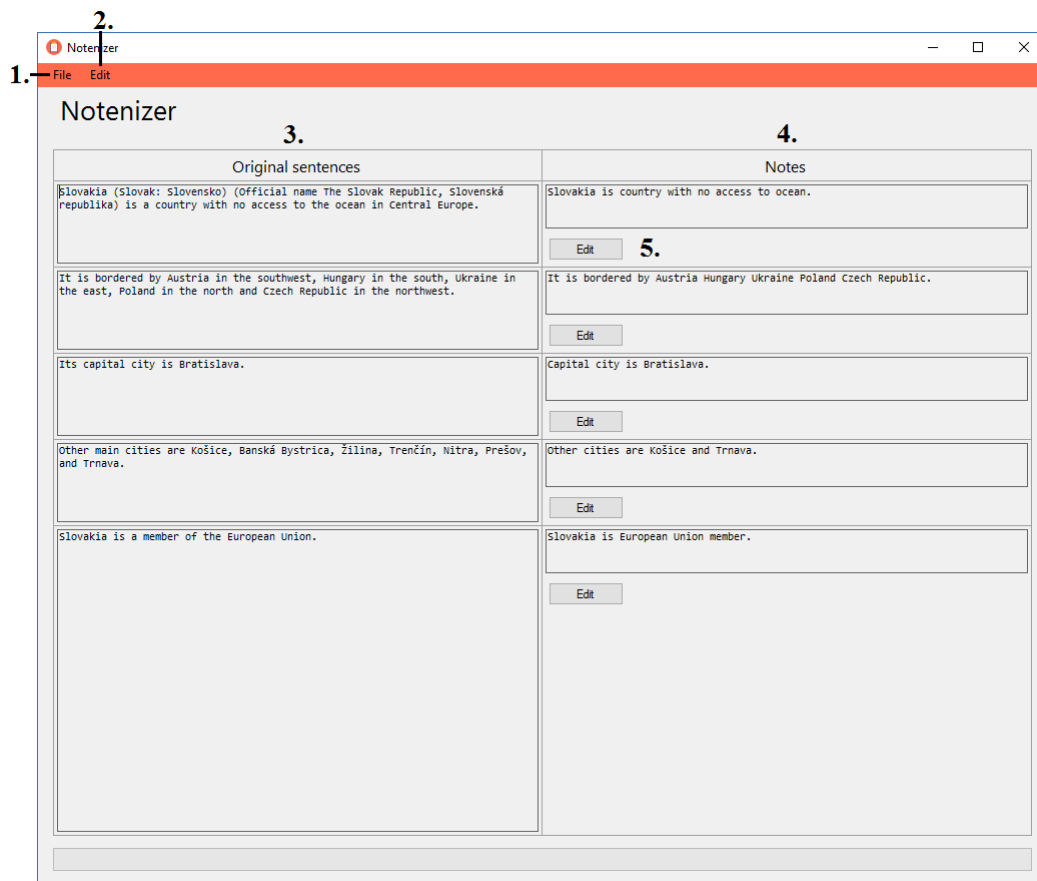 2.
Notenizer
1. File Edit
Notenizer
3. 4.
Original sentences Notes
Slovakia (Slovak: Slovensko) (Official name The Slovak Republic, Slovenská
republika) is a country with no access to the ocean in Central Europe.
Slovakia is country with no access to ocean.
Edit 5.
It is bordered by Austria in the southwest, Hungary in the south, Ukraine in
the east, Poland in the north and Czech Republic in the northwest.
It is bordered by Austria Hungary Ukraine Poland Czech Republic.
Edit
Its capital city is Bratislava.
Capital city is Bratislava.
Edit
Other main cities are Košice, Banská Bystrica, Žilina, Trenčín, Nitra, Prešov,
and Trnava.
Other cities are Košice and Trnava.
Edit
Slovakia is a member of the European Union.
Slovakia is European Union member.
Edit